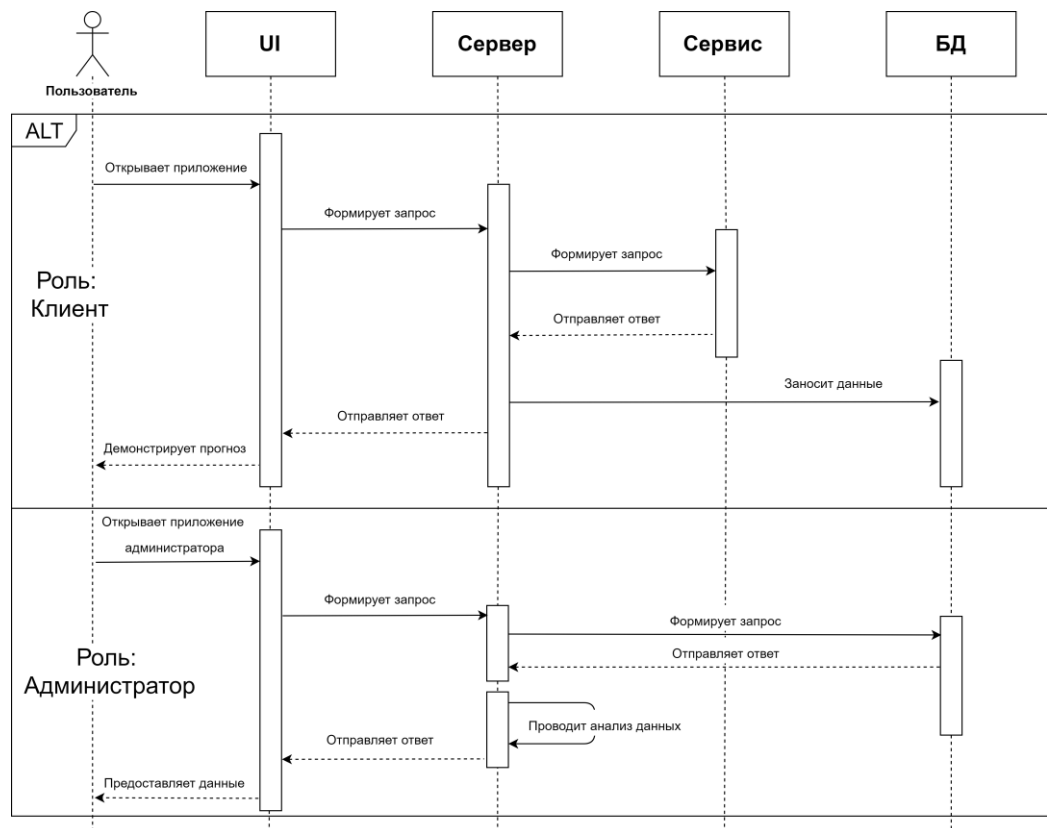 Пользователь
UI
Сервер
Сервис
БД
ALT
Открывает приложение
Формирует запрос
Формирует запрос
Роль:
Клиент
Отправляет ответ
Заносит данные
Отправляет ответ
Демонстрирует прогноз
Открывает приложение
администратора
Формирует запрос
Формирует запрос
Роль:
Администратор
Отправляет ответ
Проводит анализ данных
Отправляет ответ
Предоставляет данные